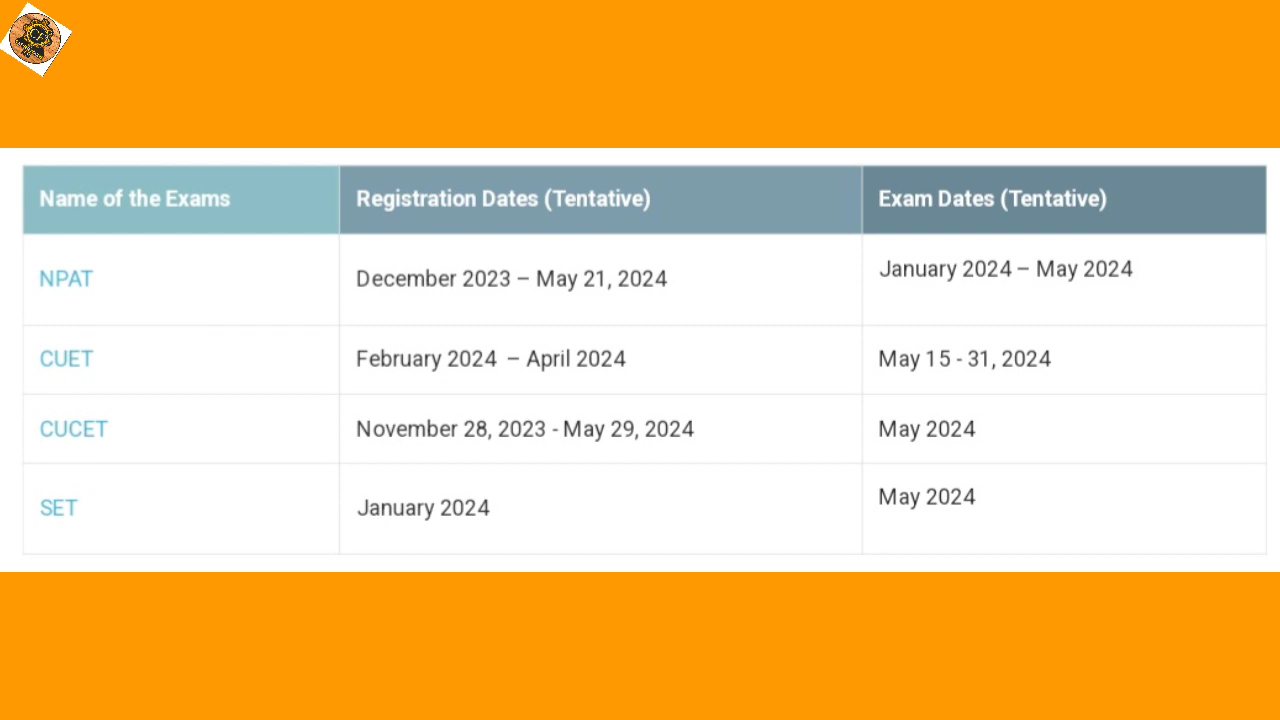 Name of the Exams Registration Dates (Tentative) Exam Dates (Tentative)
NPAT December 2023 – May 21, 2024 January 2024 – May 2024
CUET February 2024 – April 2024 May 15 - 31, 2024
CUCET November 28, 2023 - May 29, 2024 May 2024
SET January 2024 May 2024